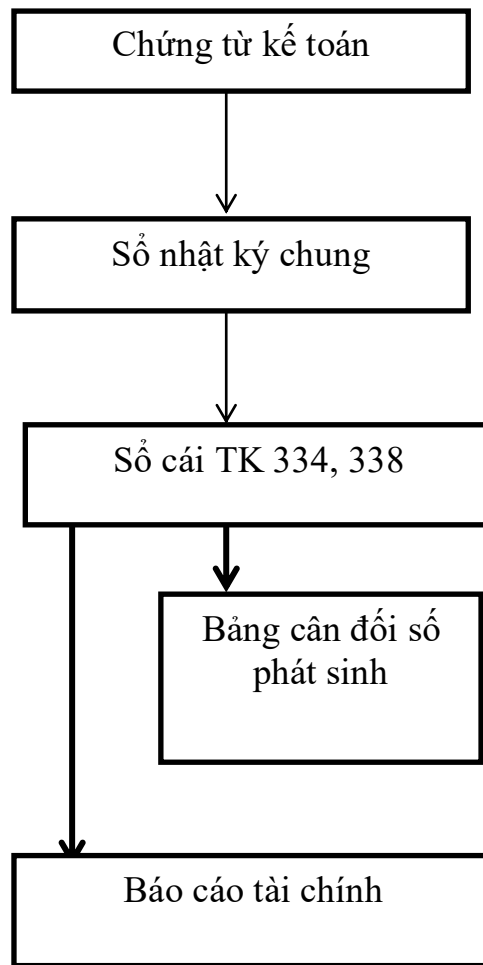 Chứng từ kế toán
Sổ nhật ký chung
Sổ cái TK 334, 338
Bảng cân đối số
phát sinh
Báo cáo tài chính